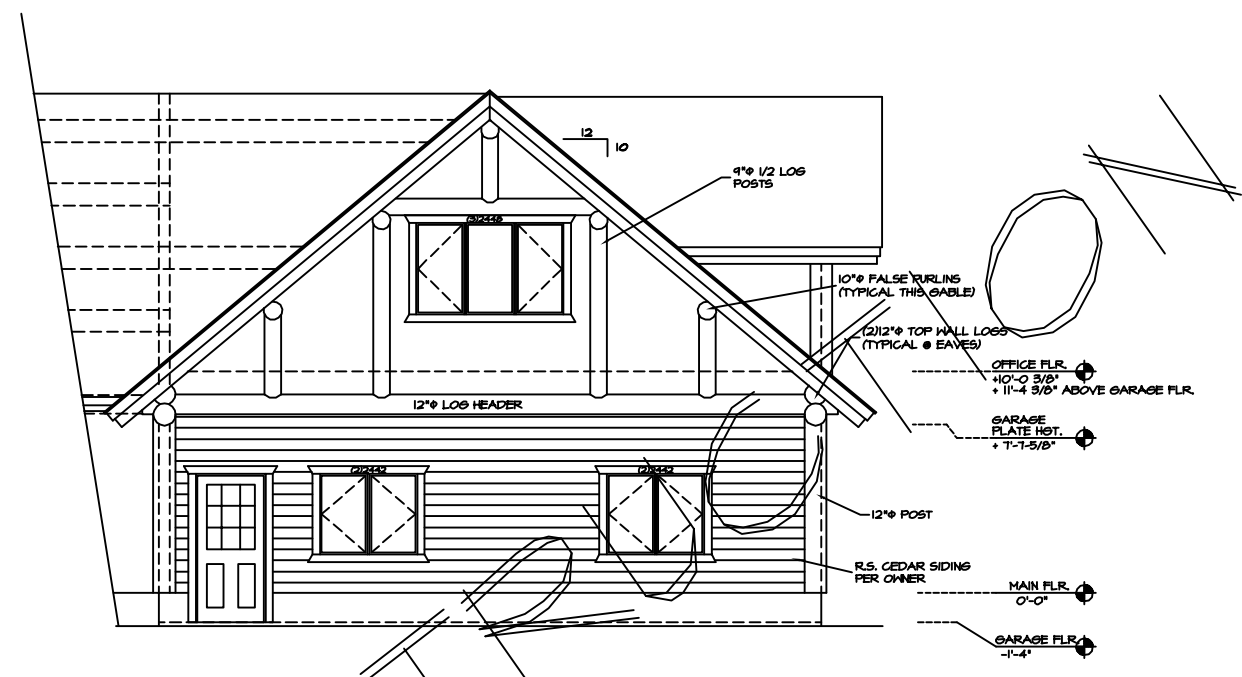 12
10
9"Φ 1/2 LOG
POSTS
(3)2448
10"Φ FALSE PURLINS
(TYPICAL THIS GABLE)
(2)12"Φ TOP WALL LOGS
(TYPICAL @ EAVES)
OFFICE FLR.
+10'-0 3/8"
+ 11'-4 3/8" ABOVE GARAGE FLR.
12"Φ LOG HEADER
GARAGE
PLATE HGT.
+ 7'-7-5/8"
(2)2442
(2)2442
12"Φ POST
R.S. CEDAR SIDING
PER OWNER
MAIN FLR.
0'-0"
GARAGE FLR.
-1'-4"